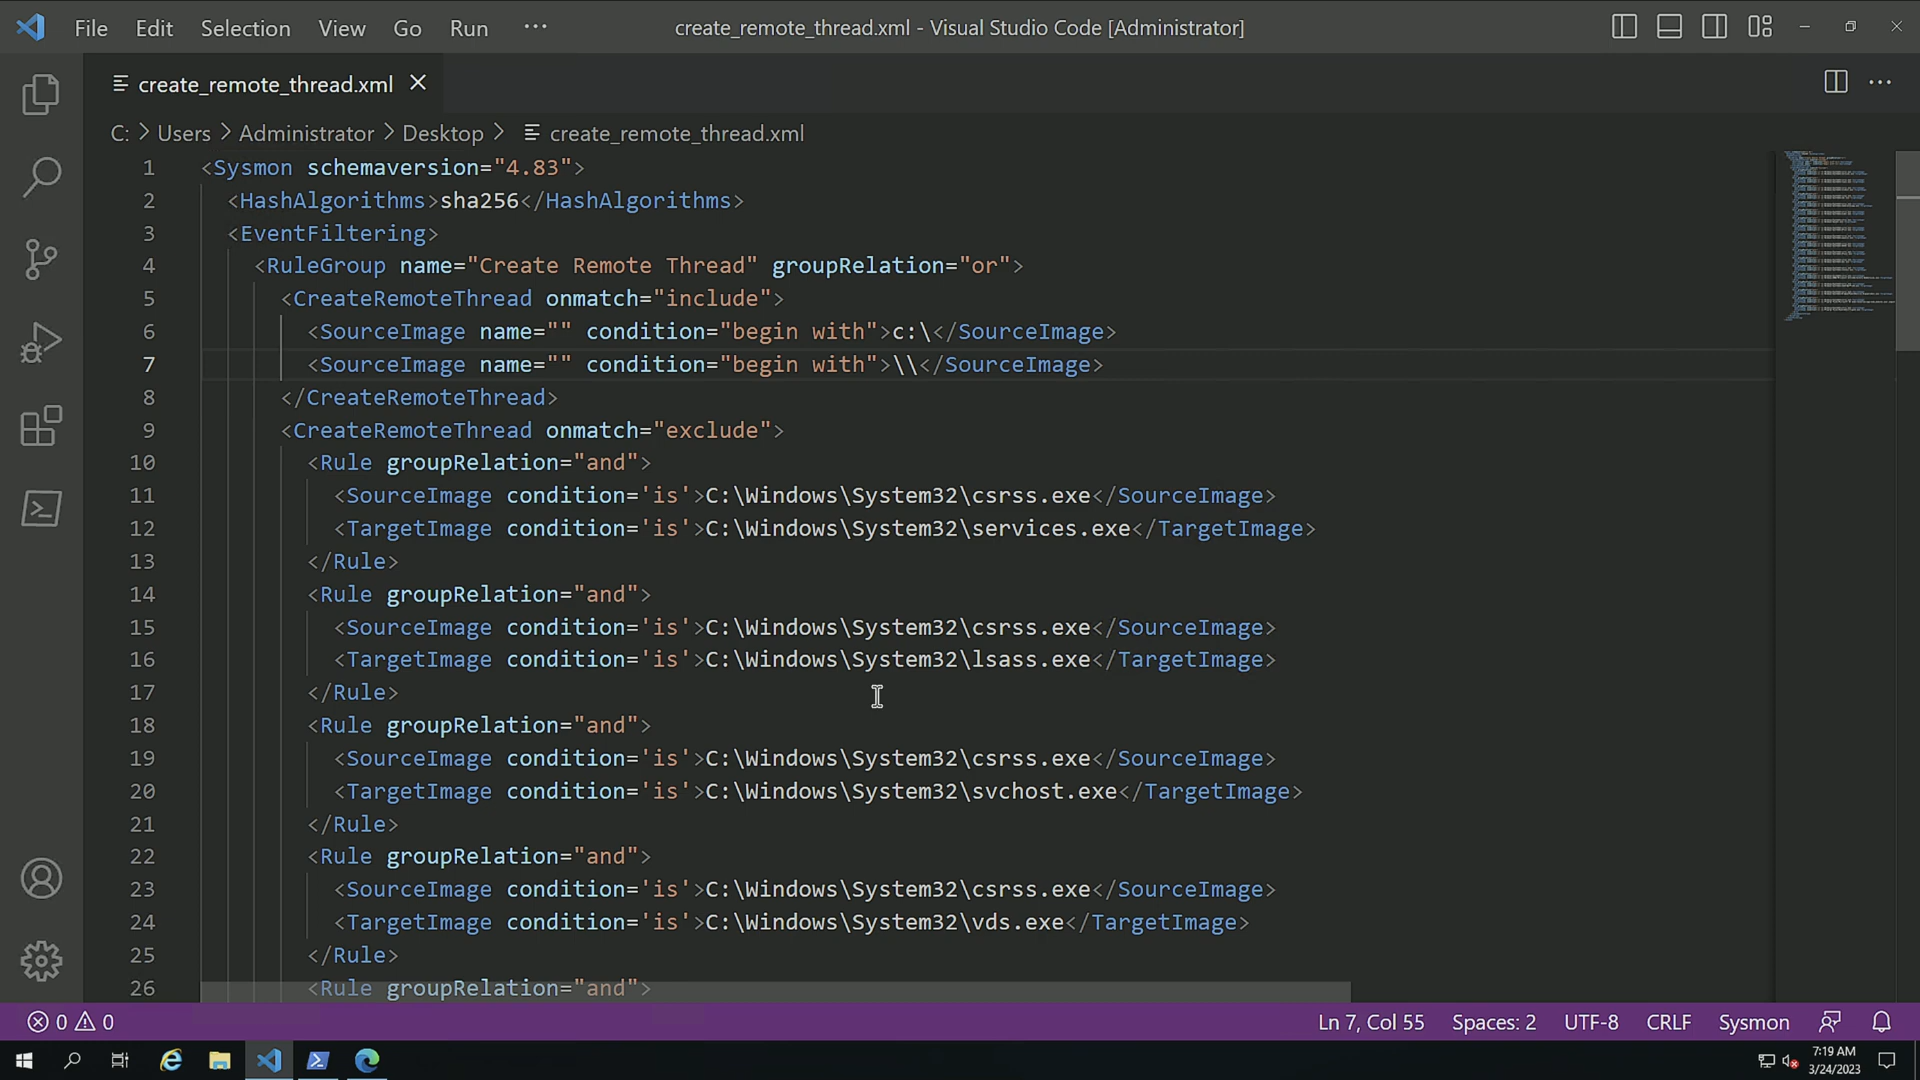 File Edit Selection View Go Run ··· create_remote_thread.xml - Visual Studio Code [Administrator]
create_remote_thread.xml
C: > Users > Administrator > Desktop > create_remote_thread.xml
1 <Sysmon schemaversion="4.83">
2 <HashAlgorithms>sha256</HashAlgorithms>
3 <EventFiltering>
4 <RuleGroup name="Create Remote Thread" groupRelation="or">
5 <CreateRemoteThread onmatch="include">
6 <SourceImage name="" condition="begin with">c:\</SourceImage>
7 <SourceImage name="" condition="begin with">\\</SourceImage>
8 </CreateRemoteThread>
9 <CreateRemoteThread onmatch="exclude">
10 <Rule groupRelation="and">
11 <SourceImage condition='is'>C:\Windows\System32\csrss.exe</SourceImage>
12 <TargetImage condition='is'>C:\Windows\System32\services.exe</TargetImage>
13 </Rule>
14 <Rule groupRelation="and">
15 <SourceImage condition='is'>C:\Windows\System32\csrss.exe</SourceImage>
16 <TargetImage condition='is'>C:\Windows\System32\lsass.exe</TargetImage>
17 </Rule>
18 <Rule groupRelation="and">
19 <SourceImage condition='is'>C:\Windows\System32\csrss.exe</SourceImage>
20 <TargetImage condition='is'>C:\Windows\System32\svchost.exe</TargetImage>
21 </Rule>
22 <Rule groupRelation="and">
23 <SourceImage condition='is'>C:\Windows\System32\csrss.exe</SourceImage>
24 <TargetImage condition='is'>C:\Windows\System32\vds.exe</TargetImage>
25 </Rule>
26 <Rule groupRelation="and">
0 0 Ln 7, Col 55 Spaces: 2 UTF-8 CRLF Sysmon
7:19 AM
3/24/2023